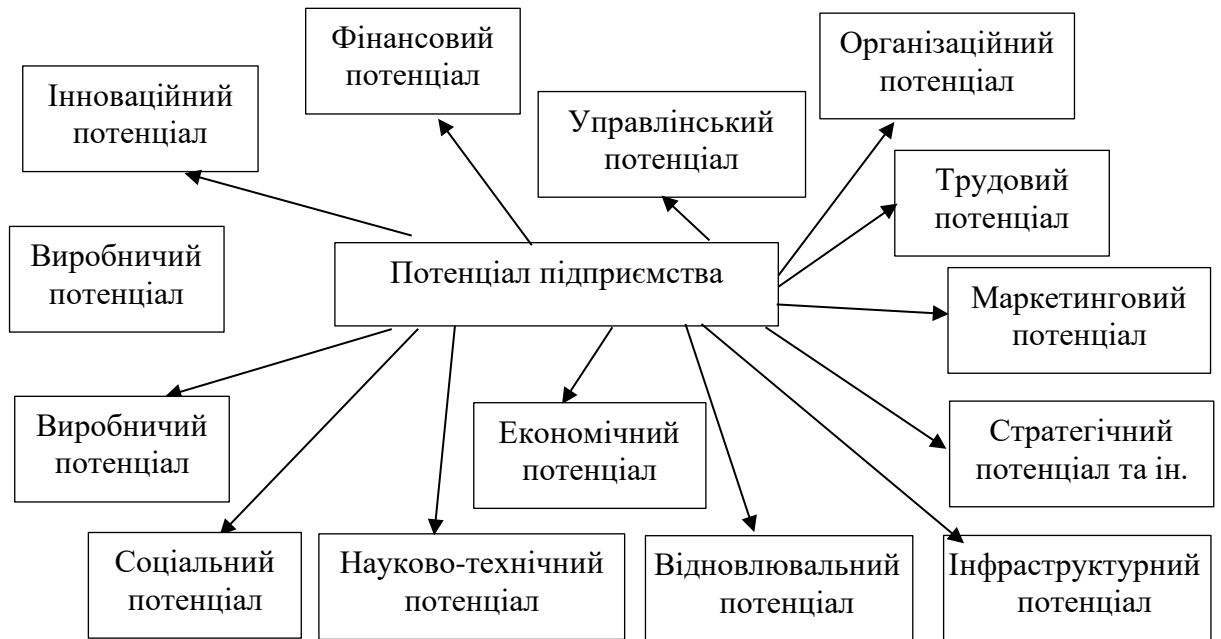 Фінансовий
потенціал
Організаційний
потенціал
Інноваційний
потенціал
Управлінський
потенціал
Трудовий
потенціал
Виробничий
потенціал
Потенціал підприємства
Маркетинговий
потенціал
Виробничий
потенціал
Економічний
потенціал
Стратегічний
потенціал та ін.
Соціальний
потенціал
Науково-технічний
потенціал
Відновлювальний
потенціал
Інфраструктурний
потенціал